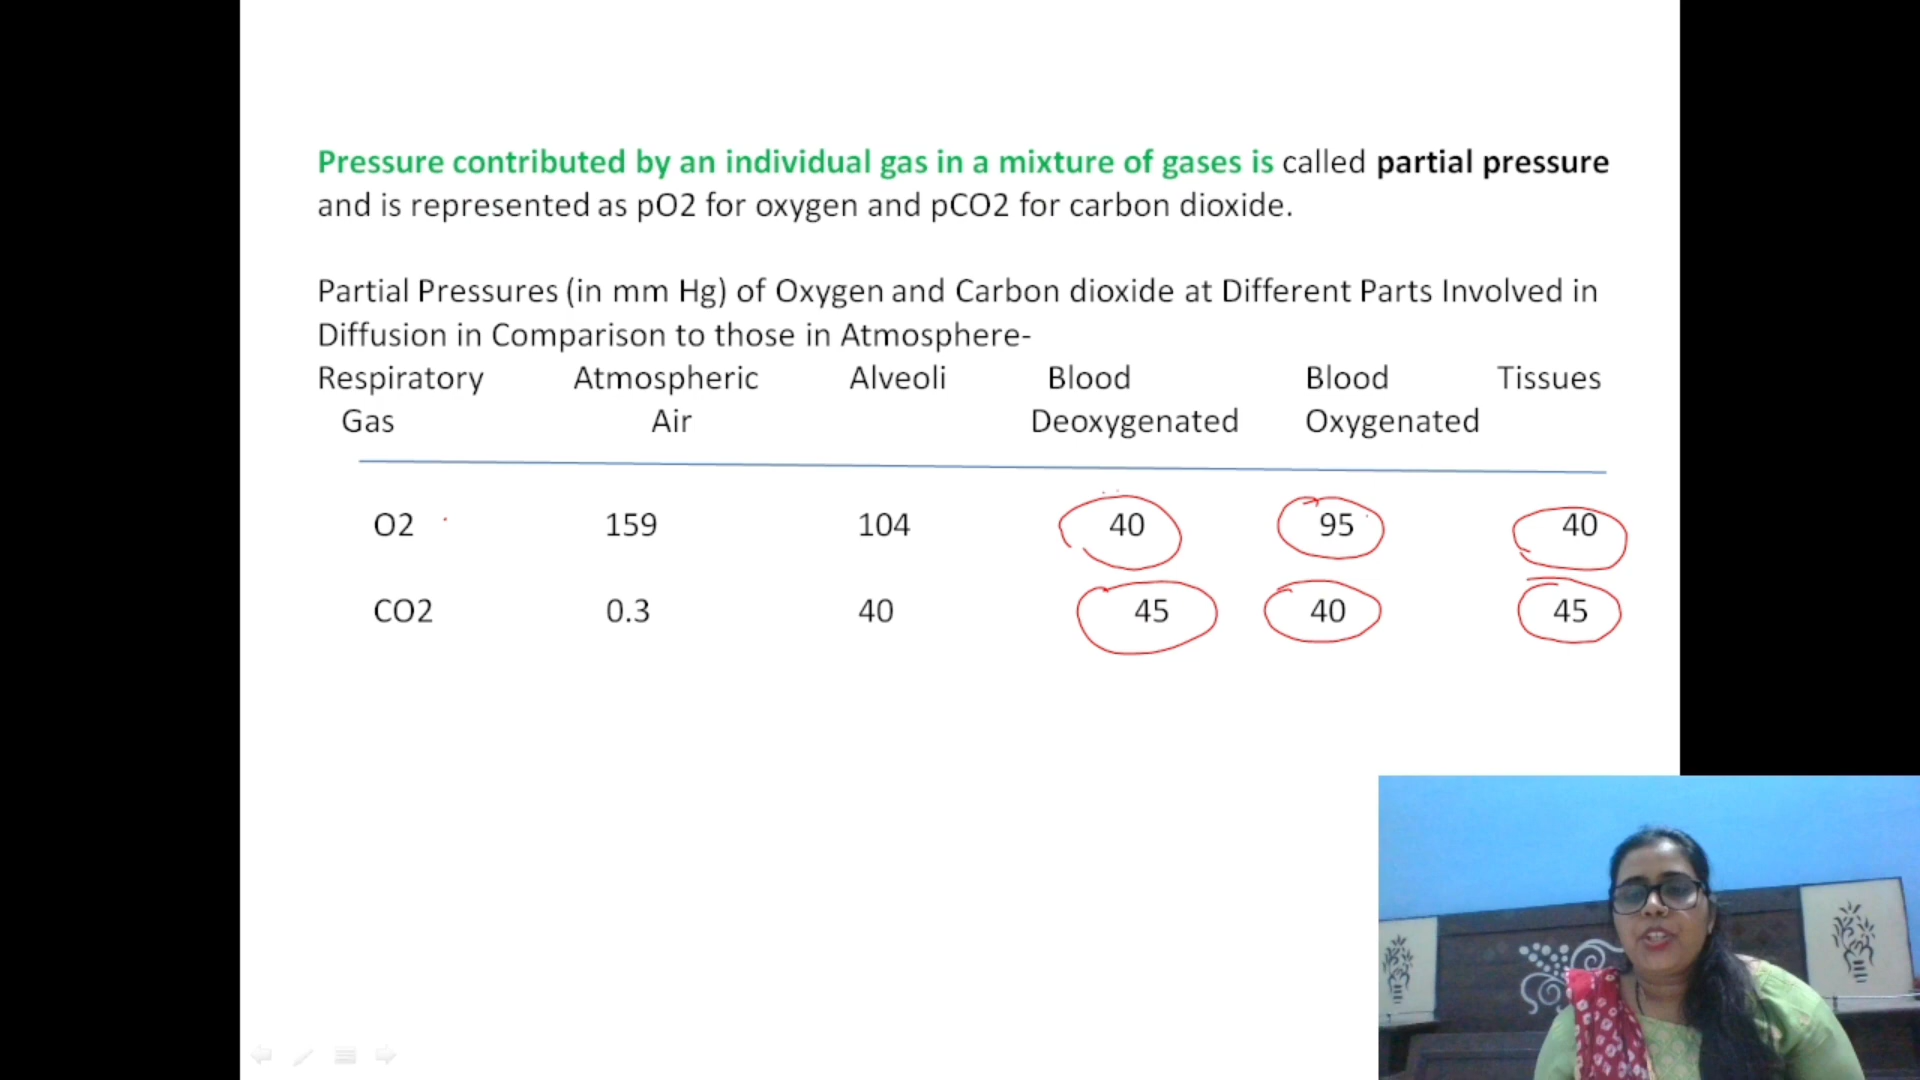 Pressure contributed by an individual gas in a mixture of gases is called partial pressure
and is represented as pO2 for oxygen and pCO2 for carbon dioxide.
Partial Pressures (in mm Hg) of Oxygen and Carbon dioxide at Different Parts Involved in
Diffusion in Comparison to those in Atmosphere-
Respiratory Atmospheric Alveoli Blood Blood Tissues
Gas Air Deoxygenated Oxygenated
O2 159 104 40 95 40
CO2 0.3 40 45 40 45